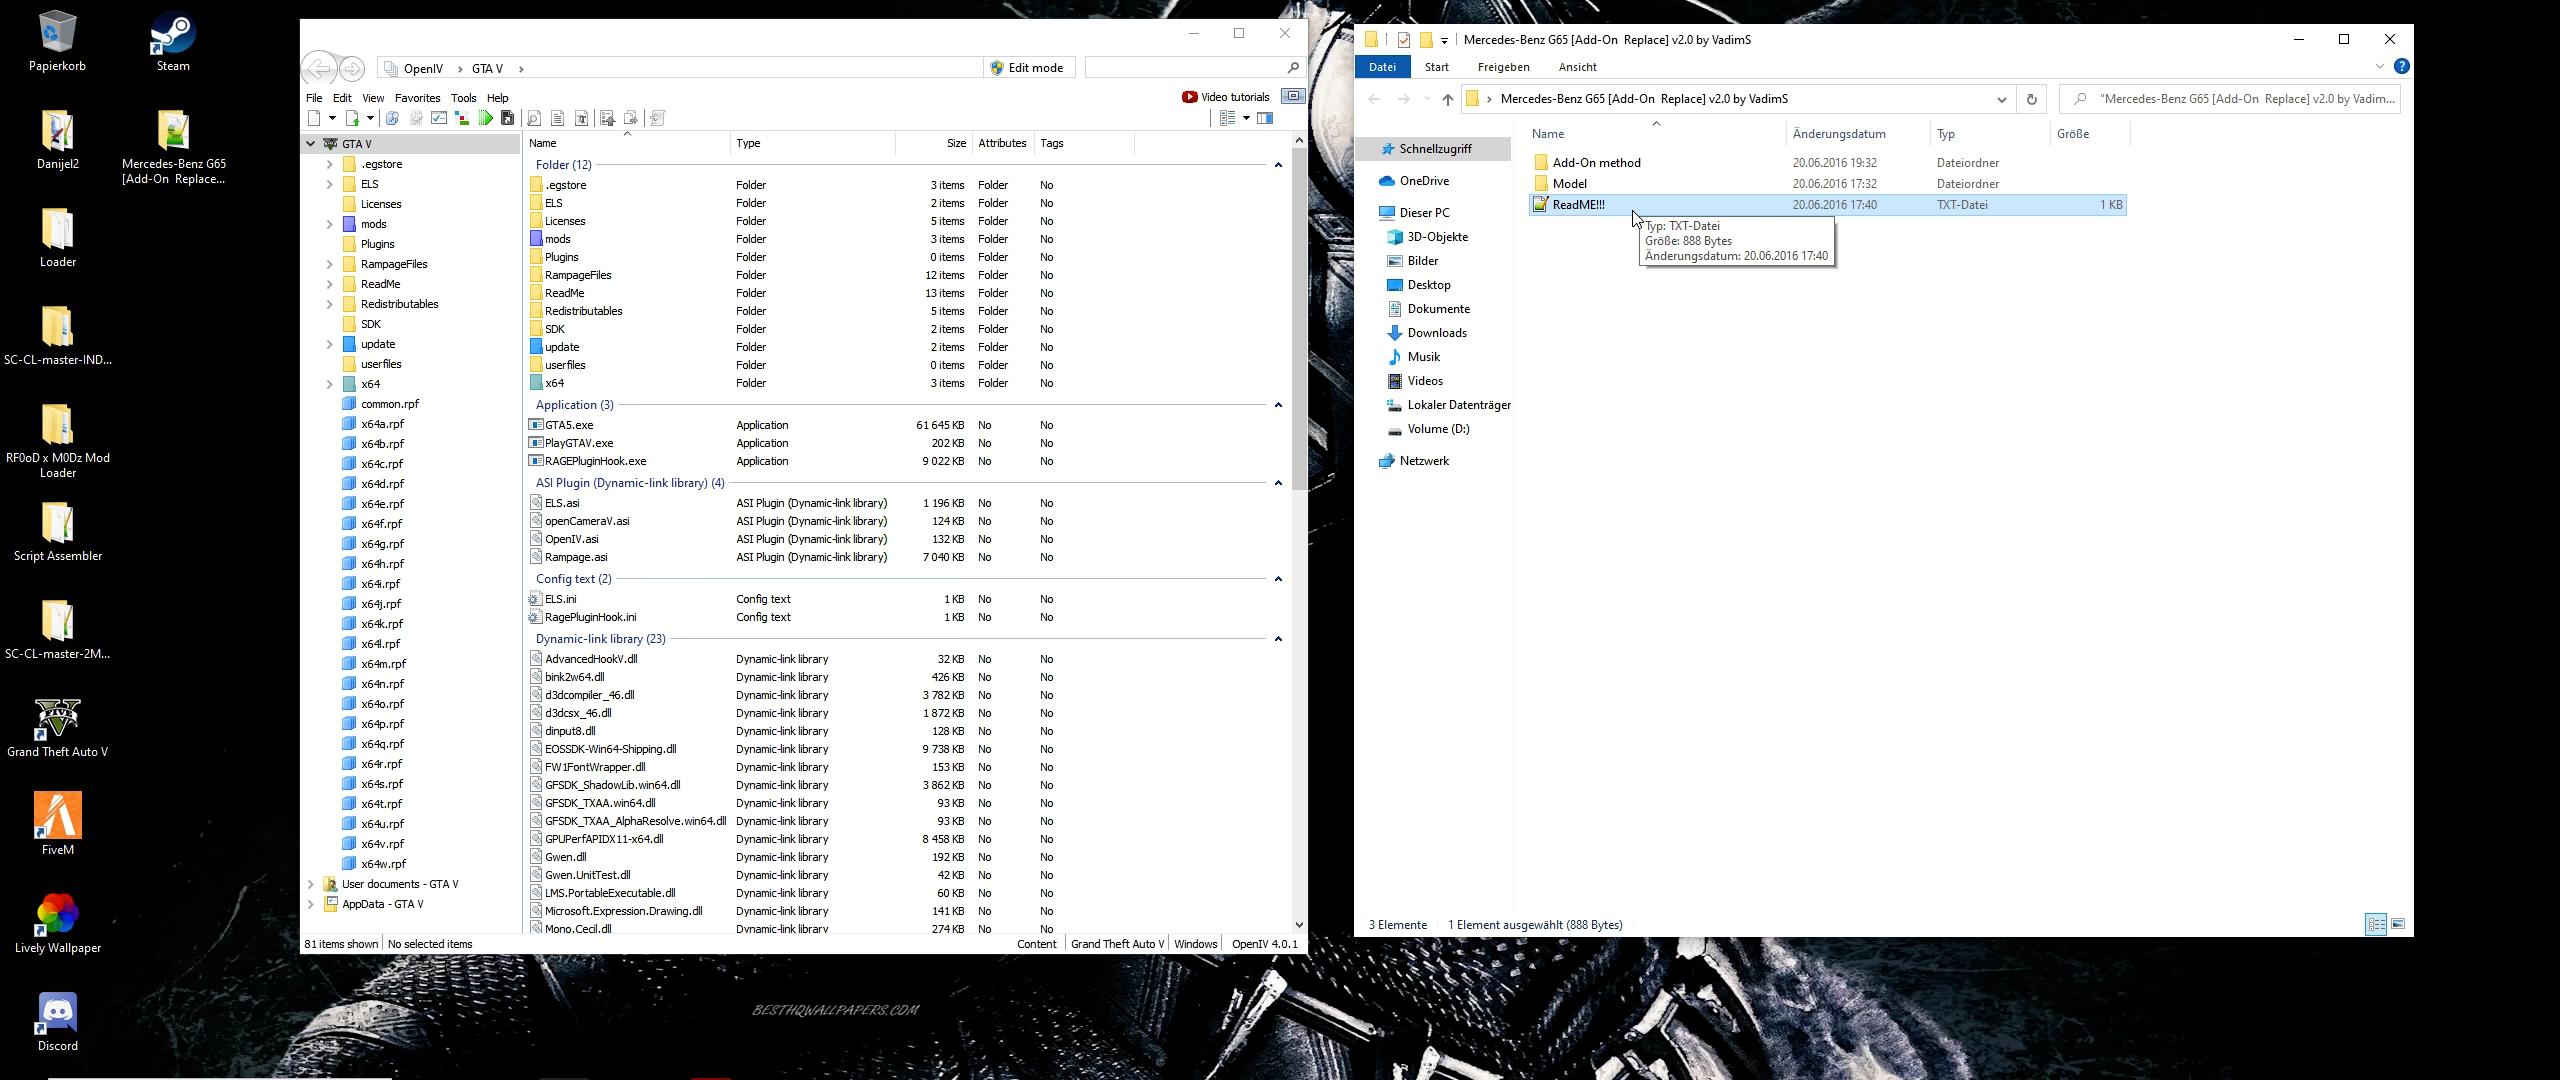 Papierkorb
Steam
Danijel2
Mercedes-Benz G65
[Add-On Replace...
Loader
SC-CL-master-IND...
RF0oD x M0Dz Mod
Loader
Script Assembler
SC-CL-master-2M...
Grand Theft Auto V
FiveM
Lively Wallpaper
Discord
OpenIV › GTA V ›
Edit mode
File Edit View Favorites Tools Help
Video tutorials
GTA V
.egstore
ELS
Licenses
mods
Plugins
RampageFiles
ReadMe
Redistributables
SDK
update
userfiles
x64
common.rpf
x64a.rpf
x64b.rpf
x64c.rpf
x64d.rpf
x64e.rpf
x64f.rpf
x64g.rpf
x64h.rpf
x64i.rpf
x64j.rpf
x64k.rpf
x64l.rpf
x64m.rpf
x64n.rpf
x64o.rpf
x64p.rpf
x64q.rpf
x64r.rpf
x64s.rpf
x64t.rpf
x64u.rpf
x64v.rpf
x64w.rpf
User documents - GTA V
AppData - GTA V
Name Type Size Attributes Tags
Folder (12)
.egstore Folder 3 items Folder No
ELS Folder 2 items Folder No
Licenses Folder 5 items Folder No
mods Folder 3 items Folder No
Plugins Folder 0 items Folder No
RampageFiles Folder 12 items Folder No
ReadMe Folder 13 items Folder No
Redistributables Folder 5 items Folder No
SDK Folder 2 items Folder No
update Folder 2 items Folder No
userfiles Folder 0 items Folder No
x64 Folder 3 items Folder No
Application (3)
GTA5.exe Application 61 645 KB No No
PlayGTAV.exe Application 202 KB No No
RAGEPluginHook.exe Application 9 022 KB No No
ASI Plugin (Dynamic-link library) (4)
ELS.asi ASI Plugin (Dynamic-link library) 1 196 KB No No
openCameraV.asi ASI Plugin (Dynamic-link library) 124 KB No No
OpenIV.asi ASI Plugin (Dynamic-link library) 132 KB No No
Rampage.asi ASI Plugin (Dynamic-link library) 7 040 KB No No
Config text (2)
ELS.ini Config text 1 KB No No
RagePluginHook.ini Config text 1 KB No No
Dynamic-link library (23)
AdvancedHookV.dll Dynamic-link library 32 KB No No
bink2w64.dll Dynamic-link library 426 KB No No
d3dcompiler_46.dll Dynamic-link library 3 782 KB No No
d3dcsx_46.dll Dynamic-link library 1 872 KB No No
dinput8.dll Dynamic-link library 128 KB No No
EOSSDK-Win64-Shipping.dll Dynamic-link library 9 738 KB No No
FW1FontWrapper.dll Dynamic-link library 153 KB No No
GFSDK_ShadowLib.win64.dll Dynamic-link library 3 862 KB No No
GFSDK_TXAA.win64.dll Dynamic-link library 93 KB No No
GFSDK_TXAA_AlphaResolve.win64.dll Dynamic-link library 93 KB No No
GPUPerfAPIDX11-x64.dll Dynamic-link library 8 458 KB No No
Gwen.dll Dynamic-link library 192 KB No No
Gwen.UnitTest.dll Dynamic-link library 42 KB No No
LMS.PortableExecutable.dll Dynamic-link library 60 KB No No
Microsoft.Expression.Drawing.dll Dynamic-link library 141 KB No No
Mono.Cecil.dll Dynamic-link library 274 KB No No
81 items shown No selected items Content Grand Theft Auto V Windows OpenIV 4.0.1
Mercedes-Benz G65 [Add-On Replace] v2.0 by VadimS
Datei Start Freigeben Ansicht
› Mercedes-Benz G65 [Add-On Replace] v2.0 by VadimS
"Mercedes-Benz G65 [Add-On Replace] v2.0 by Vadim...
Schnellzugriff
OneDrive
Dieser PC
3D-Objekte
Bilder
Desktop
Dokumente
Downloads
Musik
Videos
Lokaler Datenträger
Volume (D:)
Netzwerk
Name Änderungsdatum Typ Größe
Add-On method 20.06.2016 19:32 Dateiordner
Model 20.06.2016 17:32 Dateiordner
ReadME!!! 20.06.2016 17:40 TXT-Datei 1 KB
Typ: TXT-Datei
Größe: 888 Bytes
Änderungsdatum: 20.06.2016 17:40
3 Elemente 1 Element ausgewählt (888 Bytes)
BESTHQWALLPAPERS.COM